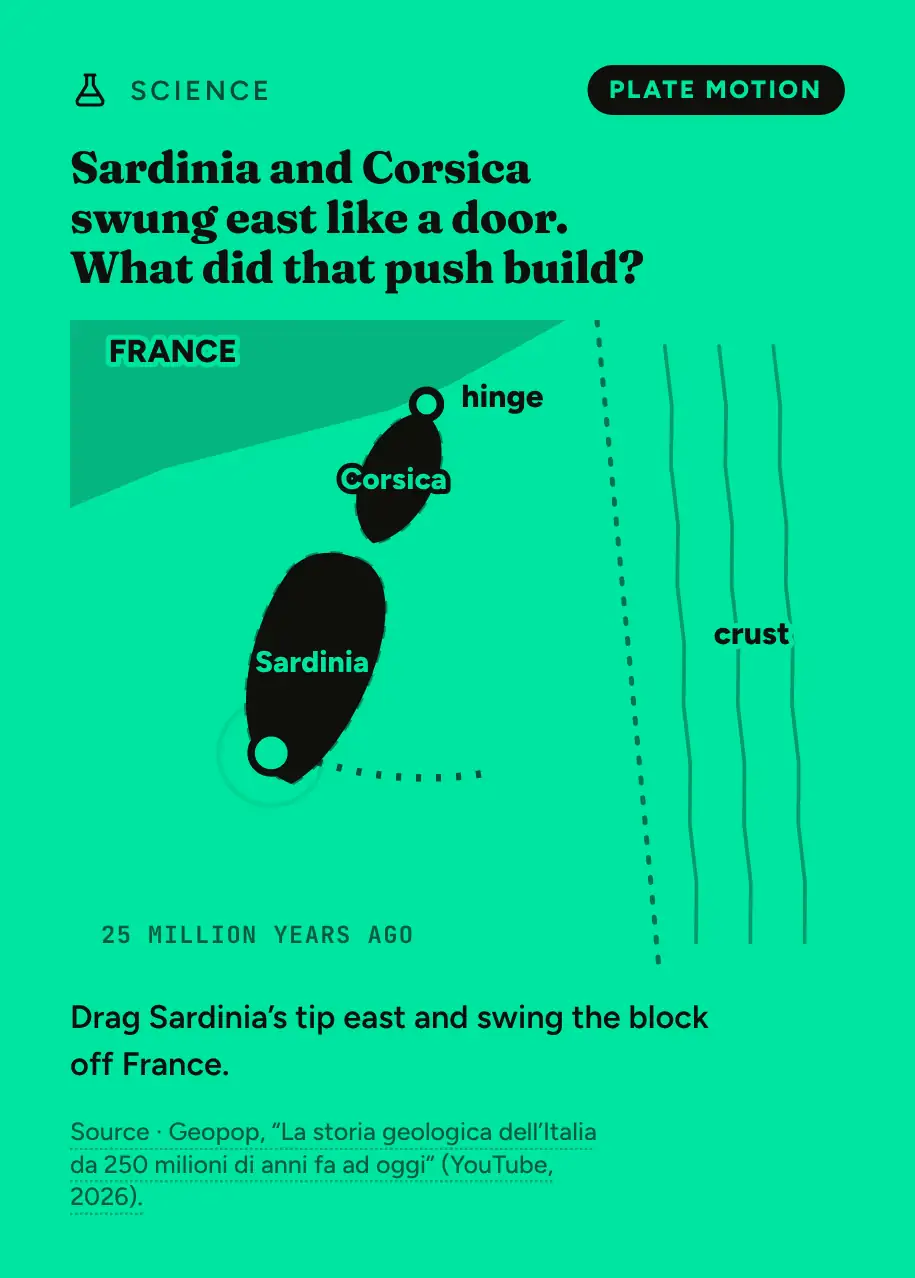 SCIENCE
PLATE MOTION
Sardinia and Corsica
swung east like a door.
What did that push build?
FRANCE
hinge
Corsica
crust
Sardinia
25 MILLION YEARS AGO
Drag Sardinia’s tip east and swing the block
off France.
Source · Geopop, “La storia geologica dell’Italia
da 250 milioni di anni fa ad oggi” (YouTube,
2026).